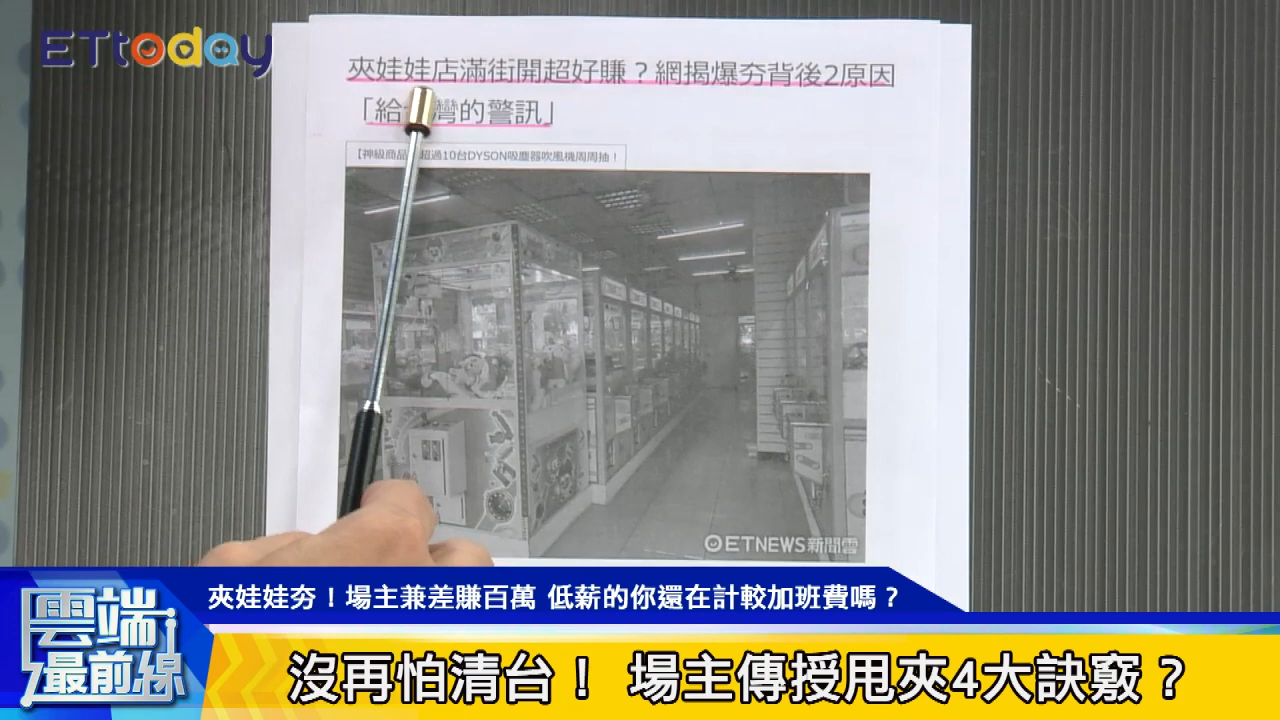 ETtoday
夾娃娃店滿街開超好賺？網揭爆夯背後2原因
「給 灣的警訊」
【神級商品 超過10台DYSON吸塵器吹風機周周抽！
ETNEWS新聞雲
夾娃娃夯！場主兼差賺百萬 低薪的你還在計較加班費嗎？
雲端最前線
沒再怕清台！ 場主傳授甩夾4大訣竅？